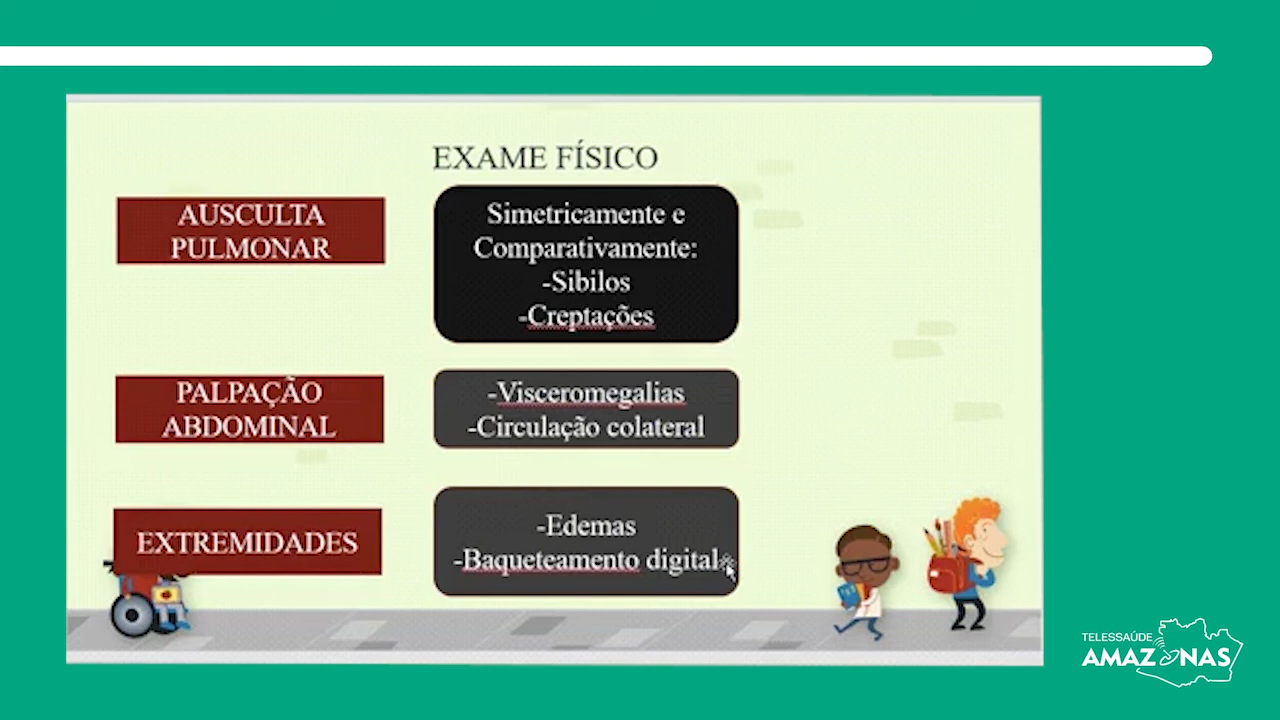 EXAME FÍSICO
AUSCULTA
PULMONAR
Simetricamente e
Comparativamente:
-Sibilos
-Creptações
PALPAÇÃO
ABDOMINAL
-Visceromegalias
-Circulação colateral
EXTREMIDADES
-Edemas
-Baqueteamento digital
TELESSAÚDE
AMAZONAS